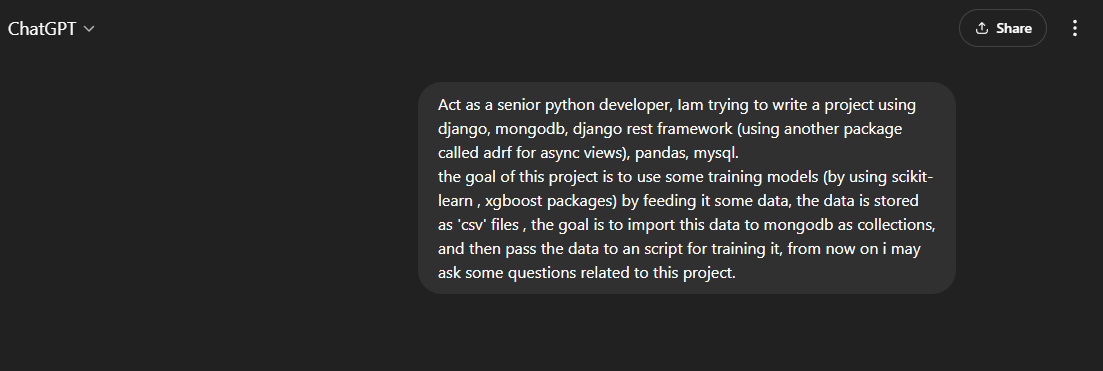 ChatGPT
Share
Act as a senior python developer, Iam trying to write a project using
django, mongodb, django rest framework (using another package
called adrf for async views), pandas, mysql.
the goal of this project is to use some training models (by using scikit-
learn , xgboost packages) by feeding it some data, the data is stored
as 'csv' files , the goal is to import this data to mongodb as collections,
and then pass the data to an script for training it, from now on i may
ask some questions related to this project.